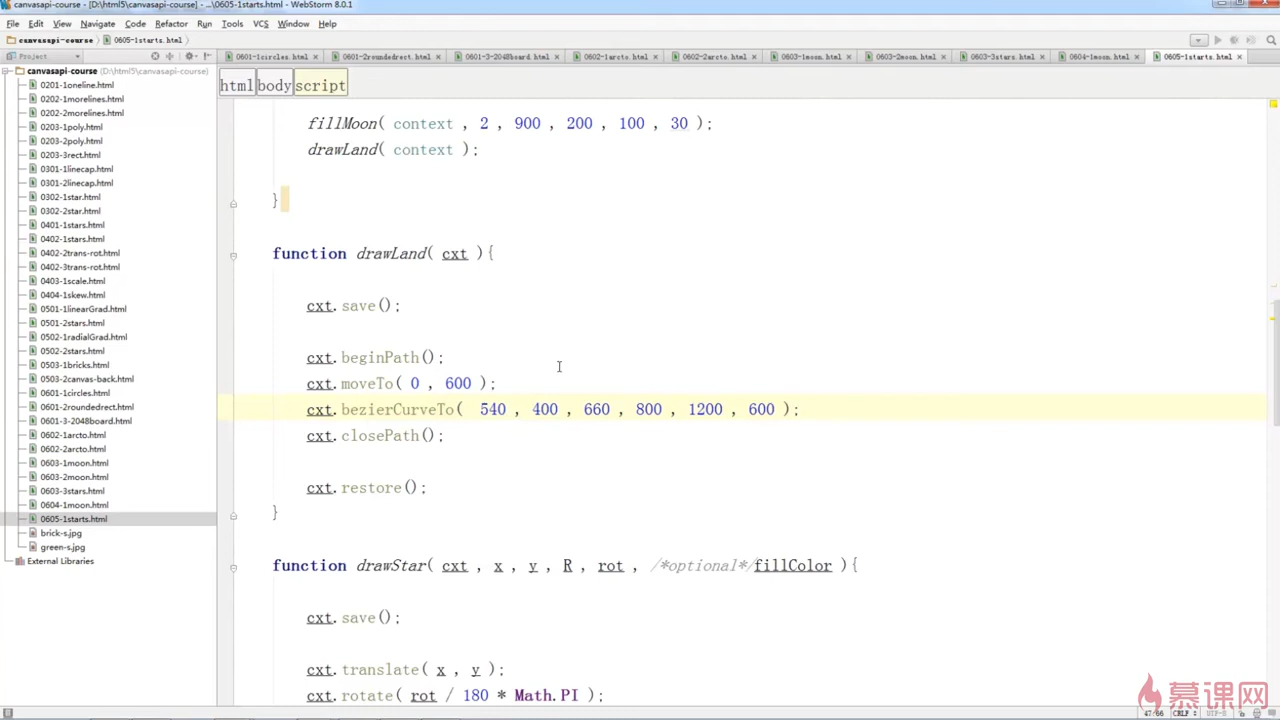 canvasapi-course - [D:\html5\canvasapi-course] - ...\0605-1starts.html - WebStorm 8.0.1
File Edit View Navigate Code Refactor Run Tools VCS Window Help
canvasapi-course 0605-1starts.html
Project
0601-1circles.html 0601-2roundedrect.html 0601-3-2048board.html 0602-1arcto.html 0602-2arcto.html 0603-1moon.html 0603-2moon.html 0603-3stars.html 0604-1moon.html 0605-1starts.html
canvasapi-course (D:\html5\canvasapi-course)
0201-1oneline.html
0202-1morelines.html
0202-2morelines.html
0203-1poly.html
0203-2poly.html
0203-3rect.html
0301-1linecap.html
0301-2linecap.html
0302-1star.html
0302-2star.html
0401-1stars.html
0402-1stars.html
0402-2trans-rot.html
0402-3trans-rot.html
0403-1scale.html
0404-1skew.html
0501-1linearGrad.html
0501-2stars.html
0502-1radialGrad.html
0502-2stars.html
0503-1bricks.html
0503-2canvas-back.html
0601-1circles.html
0601-2roundedrect.html
0601-3-2048board.html
0602-1arcto.html
0602-2arcto.html
0603-1moon.html
0603-2moon.html
0603-3stars.html
0604-1moon.html
0605-1starts.html
brick-s.jpg
green-s.jpg
External Libraries
html body script
fillMoon( context , 2 , 900 , 200 , 100 , 30 );
drawLand( context );
}
function drawLand( cxt ){
cxt.save();
cxt.beginPath();
cxt.moveTo( 0 , 600 );
cxt.bezierCurveTo(  540 , 400 , 660 , 800 , 1200 , 600 );
cxt.closePath();
cxt.restore();
}
function drawStar( cxt , x , y , R , rot , /*optional*/fillColor ){
cxt.save();
cxt.translate( x , y );
cxt.rotate( rot / 180 * Math.PI );
慕课网
47:66 CRLF UTF-8